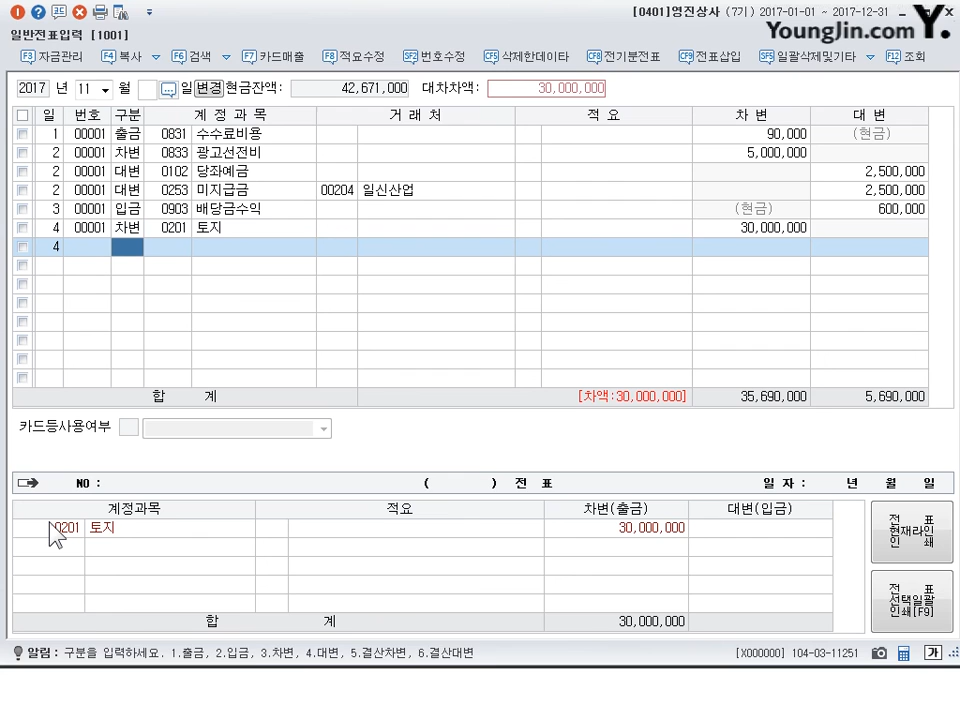 [0401]영진상사 (7기) 2017-01-01 ~ 2017-12-31
YoungJin.com Y.
일반전표입력 [1001]
F3 자금관리 F4 복사 F6 검색 F7 카드매출 F8 적요수정 SF2 번호수정 CF5 삭제한데이타 CF8 전기분전표 CF9 전표삽입 SF5 일괄삭제및기타 F12 조회
2017 년 11 월 일 변경 현금잔액: 42,671,000 대차차액: 30,000,000
일 번호 구분 계 정 과 목 거 래 처 적 요 차 변 대 변
1 00001 출금 0831 수수료비용 90,000 (현금)
2 00001 차변 0833 광고선전비 5,000,000
2 00001 대변 0102 당좌예금 2,500,000
2 00001 대변 0253 미지급금 00204 일신산업 2,500,000
3 00001 입금 0903 배당금수익 (현금) 600,000
4 00001 차변 0201 토지 30,000,000
4
합 계 [차액:30,000,000] 35,690,000 5,690,000
카드등사용여부
NO : ( ) 전 표 일 자 : 년 월 일
계정과목 적요 차변(출금) 대변(입금)
0201 토지 30,000,000
합 계 30,000,000
전 표
현재라인
인 쇄
전 표
선택일괄
인쇄[F9]
알림 : 구분을 입력하세요. 1.출금, 2.입금, 3.차변, 4.대변, 5.결산차변, 6.결산대변 [X000000] 104-03-11251 가